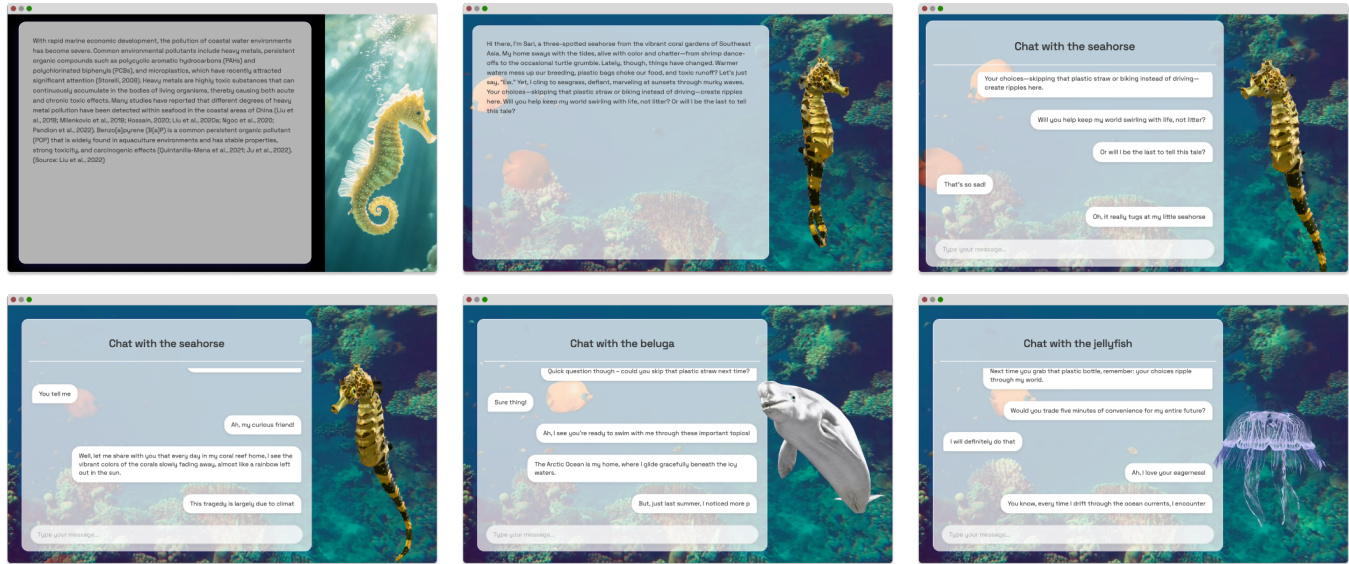 With rapid marine economic development, the pollution of coastal water environments
has become severe. Common environmental pollutants include heavy metals, persistent
organic compounds such as polycyclic aromatic hydrocarbons (PAHs) and
polychlorinated biphenyls (PCBs), and microplastics, which have recently attracted
significant attention (Storelli, 2008). Heavy metals are highly toxic substances that can
continuously accumulate in the bodies of living organisms, thereby causing both acute
and chronic toxic effects. Many studies have reported that different degrees of heavy
metal pollution have been detected within seafood in the coastal areas of China (Liu et
al., 2018; Milenkovic et al., 2019; Hossain, 2020; Liu et al., 2020a; Ngoc et al., 2020;
Pandion et al., 2022). Benzo[a]pyrene (B[a]P) is a common persistent organic pollutant
(POP) that is widely found in aquaculture environments and has stable properties,
strong toxicity, and carcinogenic effects (Quintanilla-Mena et al., 2021; Ju et al., 2022).
(Source: Liu et al., 2022)
Hi there, I'm Sari, a three-spotted seahorse from the vibrant coral gardens of Southeast
Asia. My home sways with the tides, alive with color and chatter—from shrimp dance-
offs to the occasional turtle grumble. Lately, though, things have changed. Warmer
waters mess up our breeding, plastic bags choke our food, and toxic runoff? Let's just
say, "Ew." Yet, I cling to seagrass, defiant, marveling at sunsets through murky waves.
Your choices—skipping that plastic straw or biking instead of driving—create ripples
here. Will you help keep my world swirling with life, not litter? Or will I be the last to tell
this tale?
Chat with the seahorse
Your choices—skipping that plastic straw or biking instead of driving—
create ripples here.
Will you help keep my world swirling with life, not litter?
Or will I be the last to tell this tale?
That's so sad!
Oh, it really tugs at my little seahorse
Type your message...
Chat with the seahorse
You tell me
Ah, my curious friend!
Well, let me share with you that every day in my coral reef home, I see the
vibrant colors of the corals slowly fading away, almost like a rainbow left
out in the sun.
This tragedy is largely due to climat
Type your message...
Chat with the beluga
Quick question though – could you skip that plastic straw next time?
Sure thing!
Ah, I see you're ready to swim with me through these important topics!
The Arctic Ocean is my home, where I glide gracefully beneath the icy
waters.
But, just last summer, I noticed more p
Type your message...
Chat with the jellyfish
Next time you grab that plastic bottle, remember: your choices ripple
through my world.
Would you trade five minutes of convenience for my entire future?
I will definitely do that
Ah, I love your eagerness!
You know, every time I drift through the ocean currents, I encounter
Type your message...